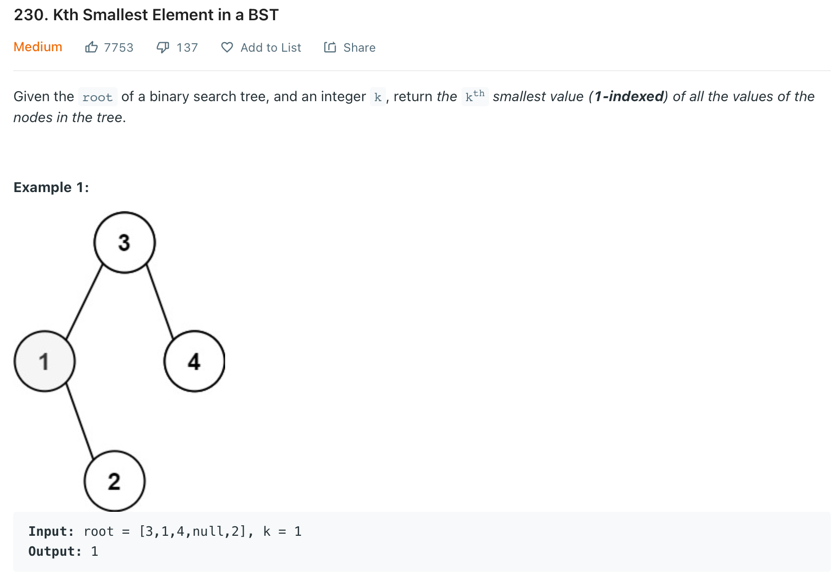 230. Kth Smallest Element in a BST
Medium 7753 137 Add to List Share
Given the root of a binary search tree, and an integer k, return the kth smallest value (1-indexed) of all the values of the
nodes in the tree.
Example 1:
3
1 4
2
Input: root = [3,1,4,null,2], k = 1
Output: 1